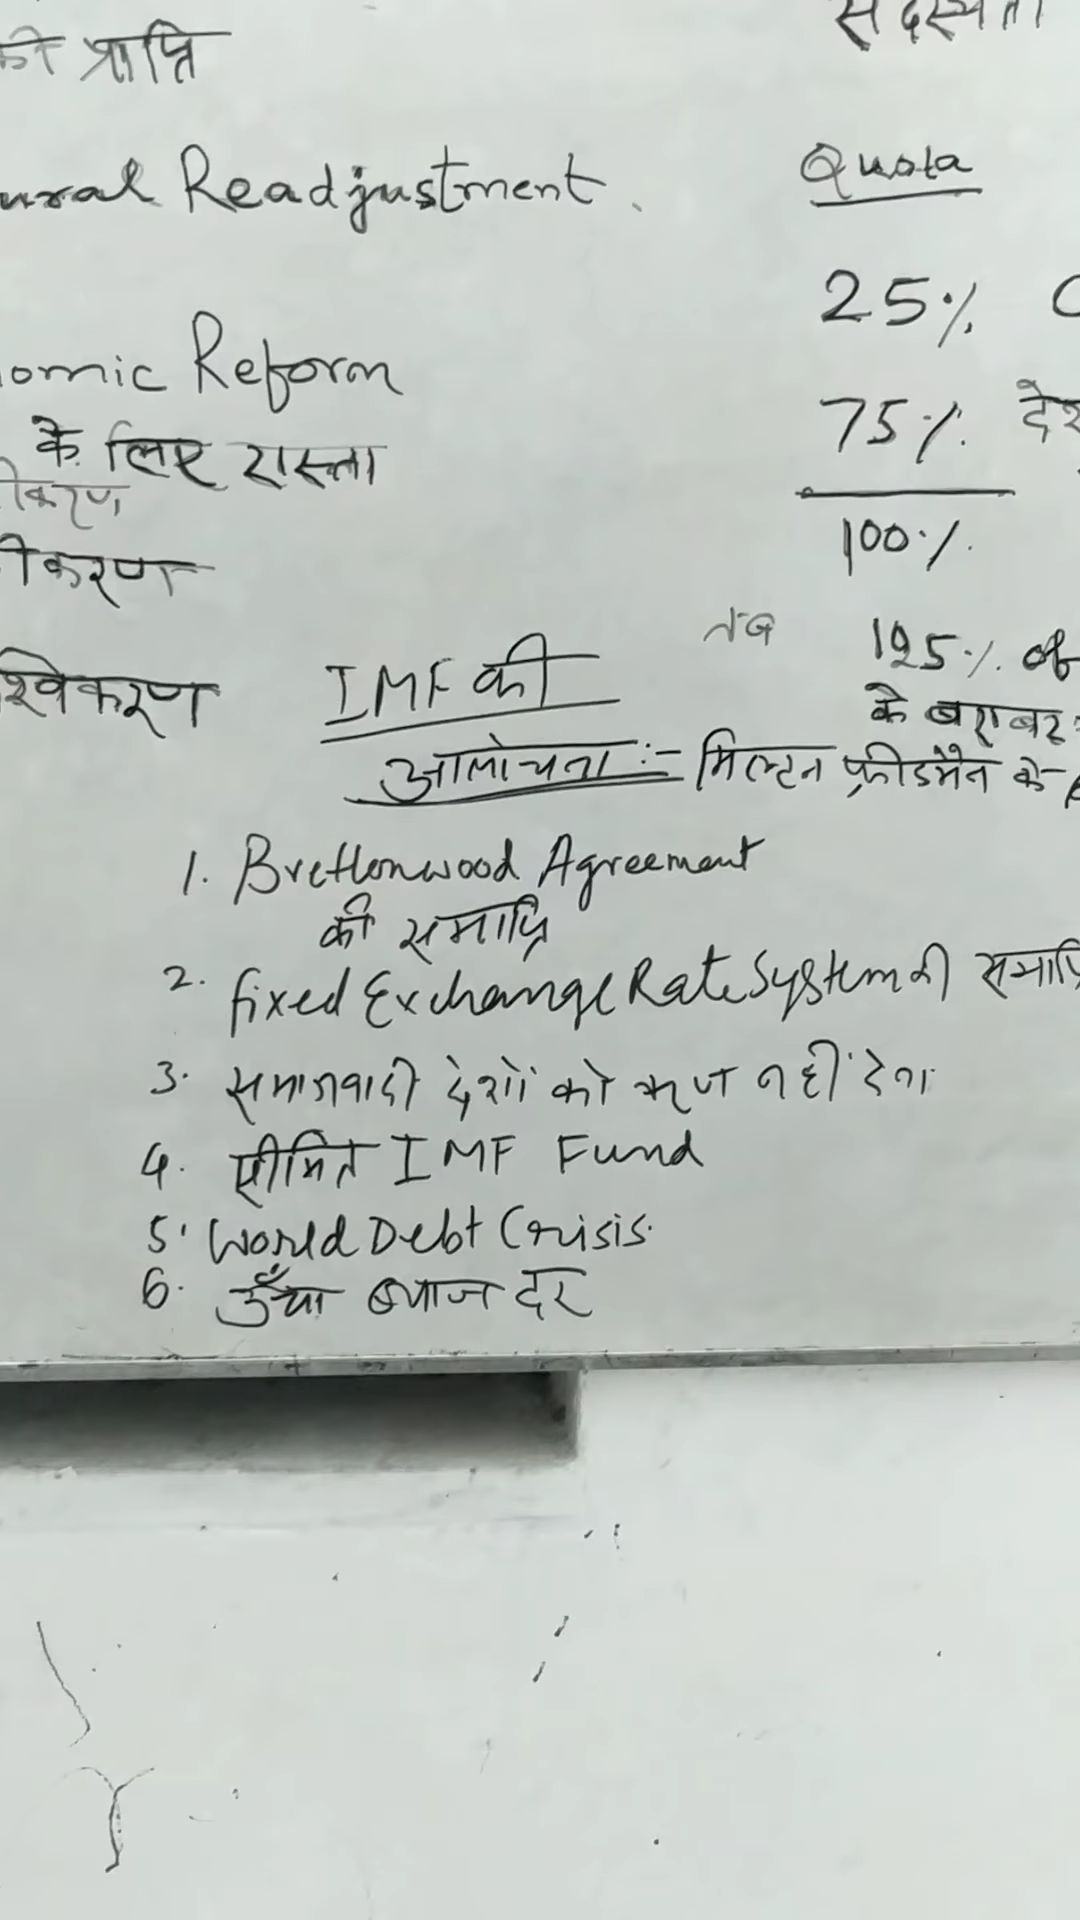 की प्राप्ति
सदस्यता
Readjustment.
Quota
25%
Reform
75%
के लिए रास्ता
100%
125% of
IMF की
के बराबर
आलोचना :- मिल्टन फ्रीडमैन के
1. Brettonwood Agreement
की समाप्ति
2. fixed Exchange Rate System की समाप्ति
3. समाजवादी देशों को ऋण नहीं देना
4. सीमित IMF Fund
5. World Debt Crisis.
6. ऊँचा ब्याज दर